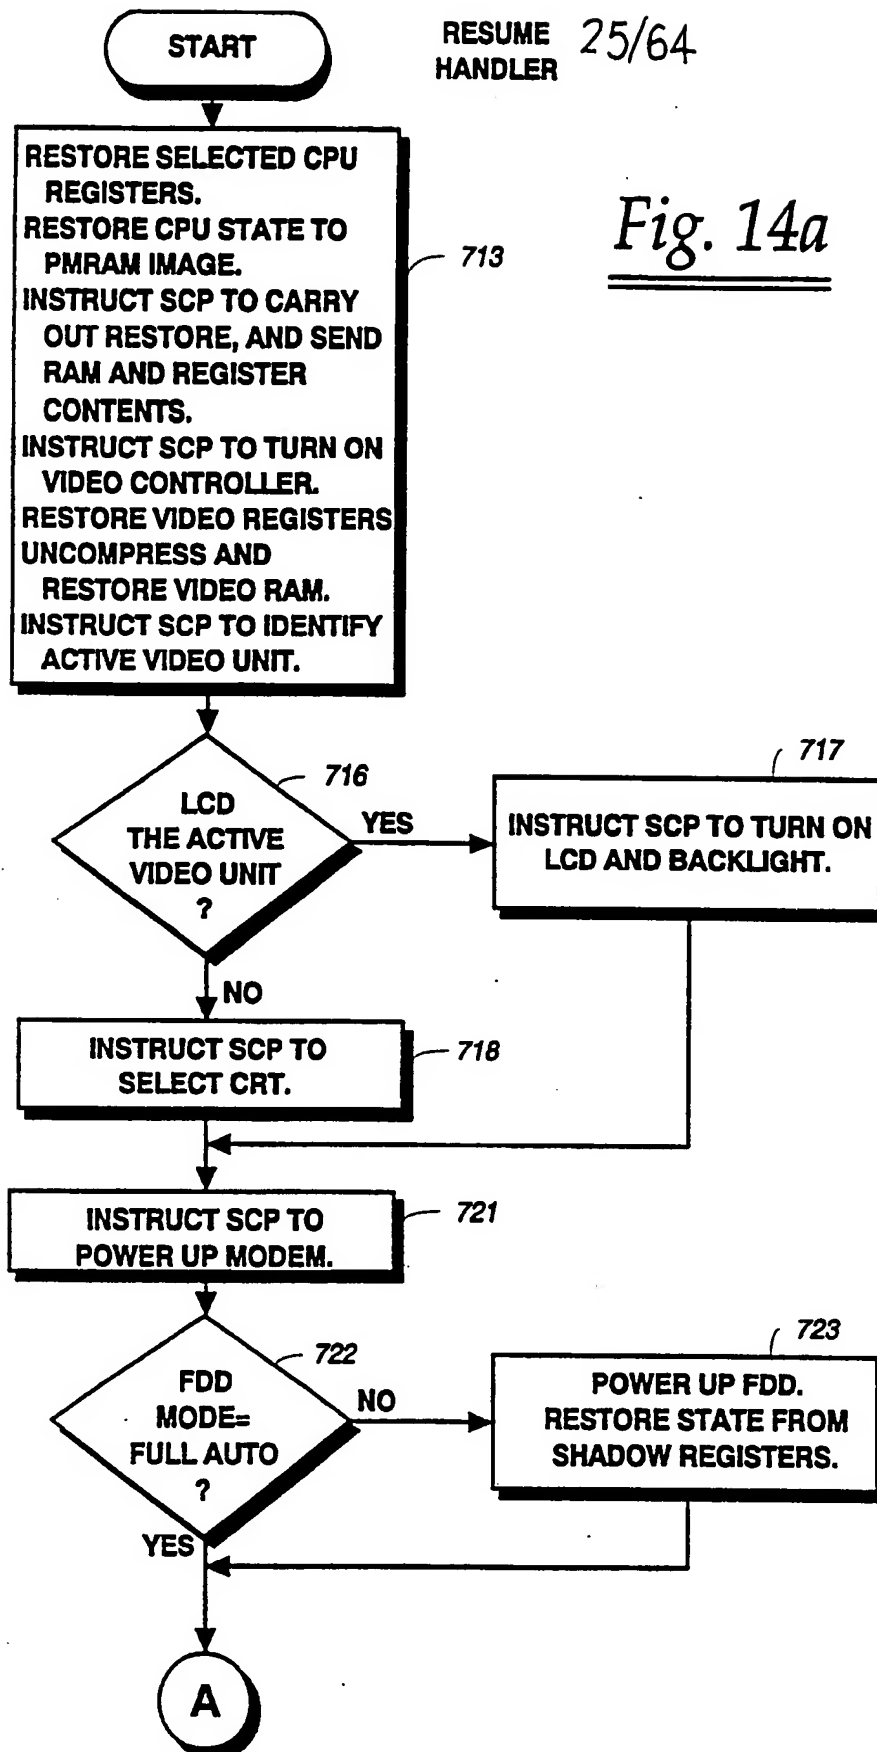 START
RESUME
HANDLER
25/64
Fig. 14a
RESTORE SELECTED CPU
REGISTERS.
RESTORE CPU STATE TO
PMRAM IMAGE.
INSTRUCT SCP TO CARRY
OUT RESTORE, AND SEND
RAM AND REGISTER
CONTENTS.
INSTRUCT SCP TO TURN ON
VIDEO CONTROLLER.
RESTORE VIDEO REGISTERS
UNCOMPRESS AND
RESTORE VIDEO RAM.
INSTRUCT SCP TO IDENTIFY
ACTIVE VIDEO UNIT.
713
LCD
THE ACTIVE
VIDEO UNIT
?
716
YES
717
INSTRUCT SCP TO TURN ON
LCD AND BACKLIGHT.
NO
INSTRUCT SCP TO
SELECT CRT.
718
INSTRUCT SCP TO
POWER UP MODEM.
721
FDD
MODE=
FULL AUTO
?
722
NO
723
POWER UP FDD.
RESTORE STATE FROM
SHADOW REGISTERS.
YES
A